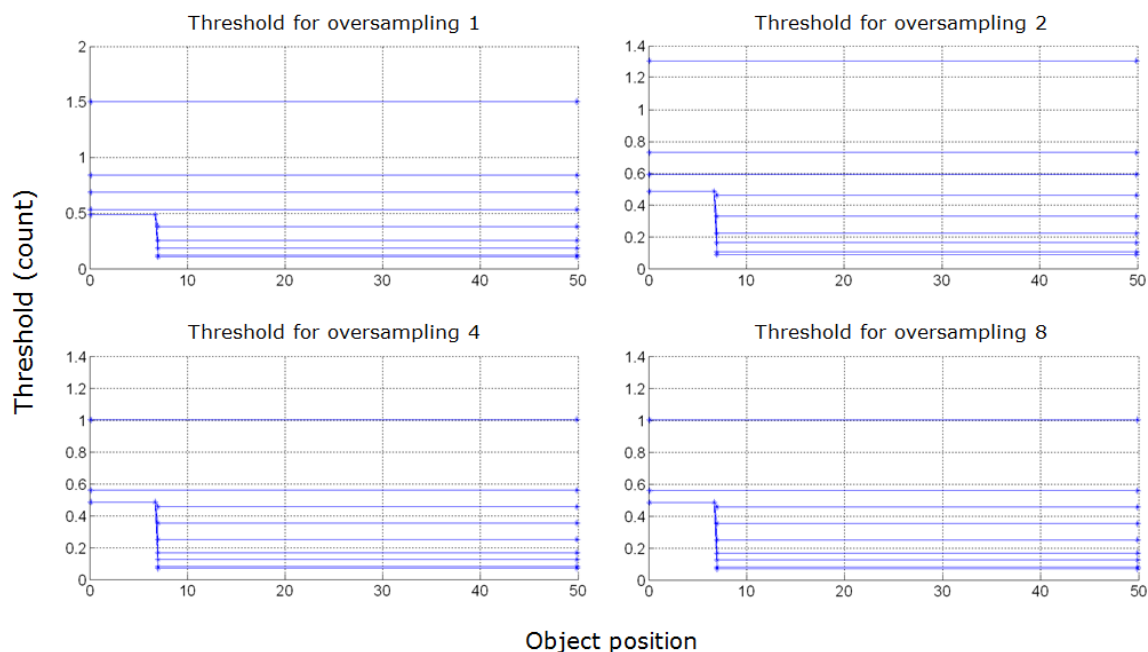 Threshold for oversampling 1
Threshold for oversampling 2
2
1.5
1
0.5
0
0 10 20 30 40 50
1.4
1.2
1
0.8
0.6
0.4
0.2
0
0 10 20 30 40 50
Threshold (count)
Threshold for oversampling 4
Threshold for oversampling 8
1.4
1.2
1
0.8
0.6
0.4
0.2
0
0 10 20 30 40 50
1.4
1.2
1
0.8
0.6
0.4
0.2
0
0 10 20 30 40 50
Object position